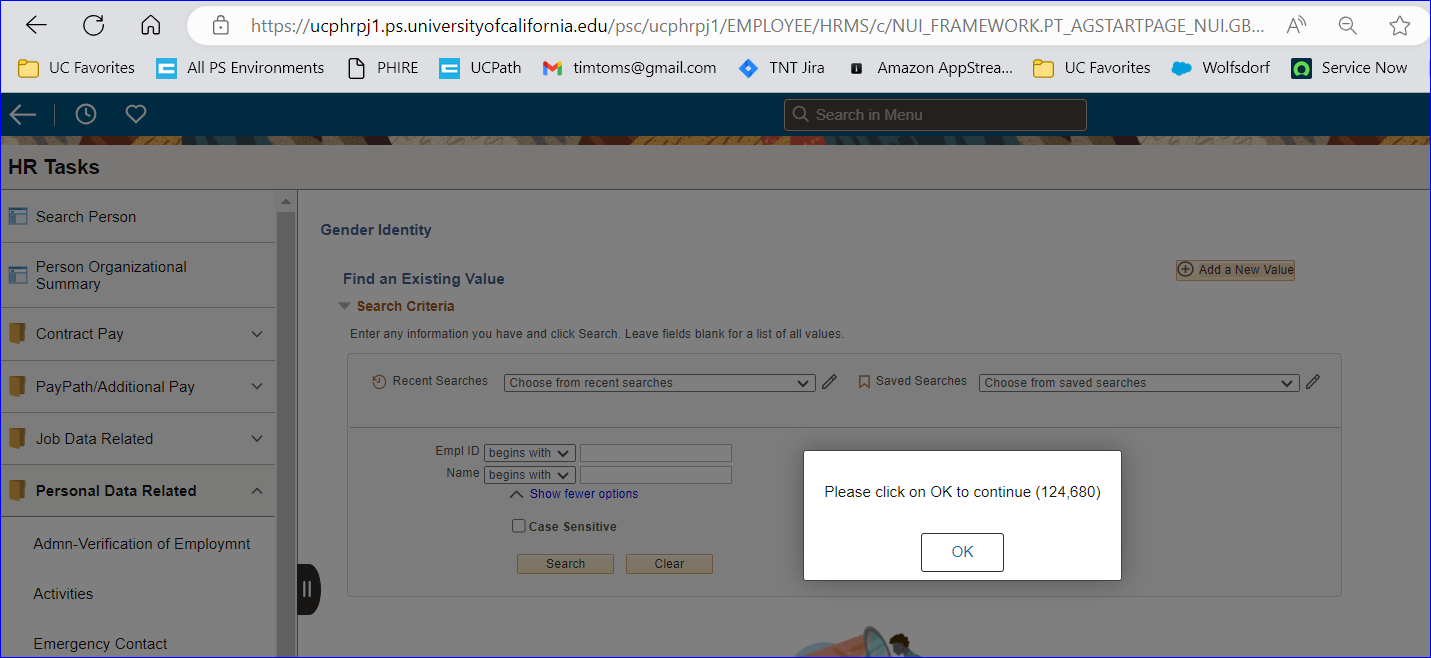 https://ucphrpj1.ps.universityofcalifornia.edu/psc/ucphrpj1/EMPLOYEE/HRMS/c/NUI_FRAMEWORK.PT_AGSTARTPAGE_NUI.GB...
UC Favorites All PS Environments PHIRE UCPath timtoms@gmail.com TNT Jira Amazon AppStrea... UC Favorites Wolfsdorf Service Now
Search in Menu
HR Tasks
Search Person
Person Organizational
Summary
Contract Pay
PayPath/Additional Pay
Job Data Related
Personal Data Related
Admn-Verification of Employmnt
Activities
Emergency Contact
Gender Identity
Find an Existing Value
Add a New Value
Search Criteria
Enter any information you have and click Search. Leave fields blank for a list of all values.
Recent Searches Choose from recent searches Saved Searches Choose from saved searches
Empl ID begins with
Name begins with
Show fewer options
Case Sensitive
Search Clear
Please click on OK to continue (124,680)
OK